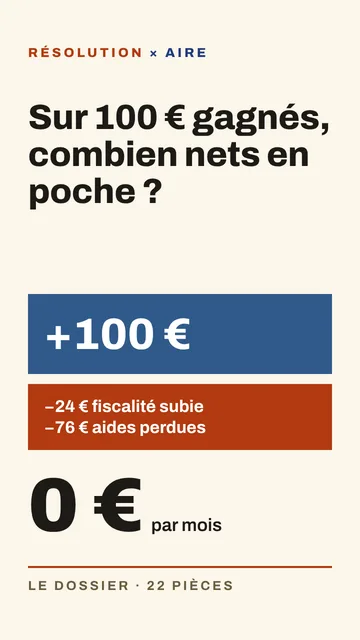 RÉSOLUTION × AIRE
Sur 100 € gagnés,
combien nets en
poche ?
+100 €
−24 € fiscalité subie
−76 € aides perdues
0 € par mois
LE DOSSIER · 22 PIÈCES